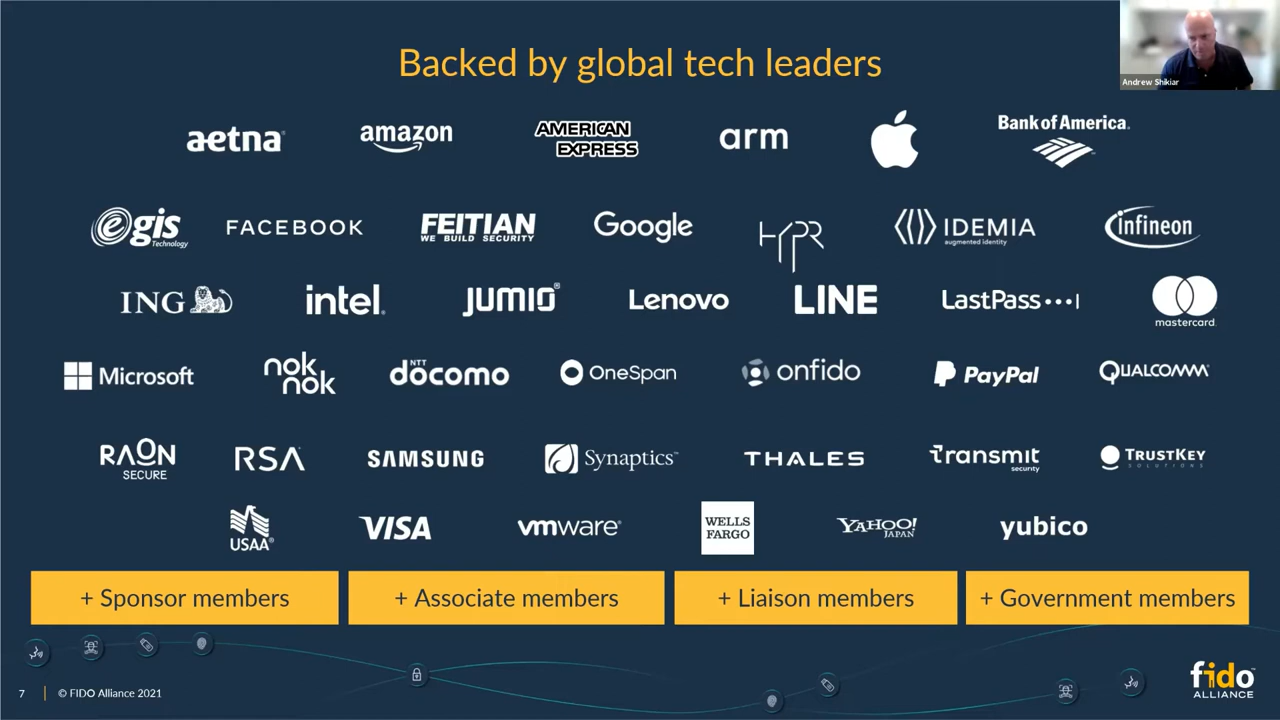 Backed by global tech leaders
Andrew Shikiar
aetna
amazon
AMERICAN
EXPRESS
arm
Bank of America.
egis
Technology
FACEBOOK
FEITIAN
WE BUILD SECURITY
Google
HYPR
IDEMIA
augmented identity
infineon
ING
intel.
JUMIO®
Lenovo
LINE
LastPass•••|
mastercard.
Microsoft
nok
nok
NTT
docomo
OneSpan
onfido
PayPal
QUALCOMM
RAON
SECURE
RSA
SAMSUNG
Synaptics
THALES
Transmit
security
TRUSTKEY
SOLUTIONS
USAA®
VISA
vmware®
WELLS
FARGO
YAHOO!
JAPAN
yubico
+ Sponsor members
+ Associate members
+ Liaison members
+ Government members
7 | © FIDO Alliance 2021
fido
ALLIANCE